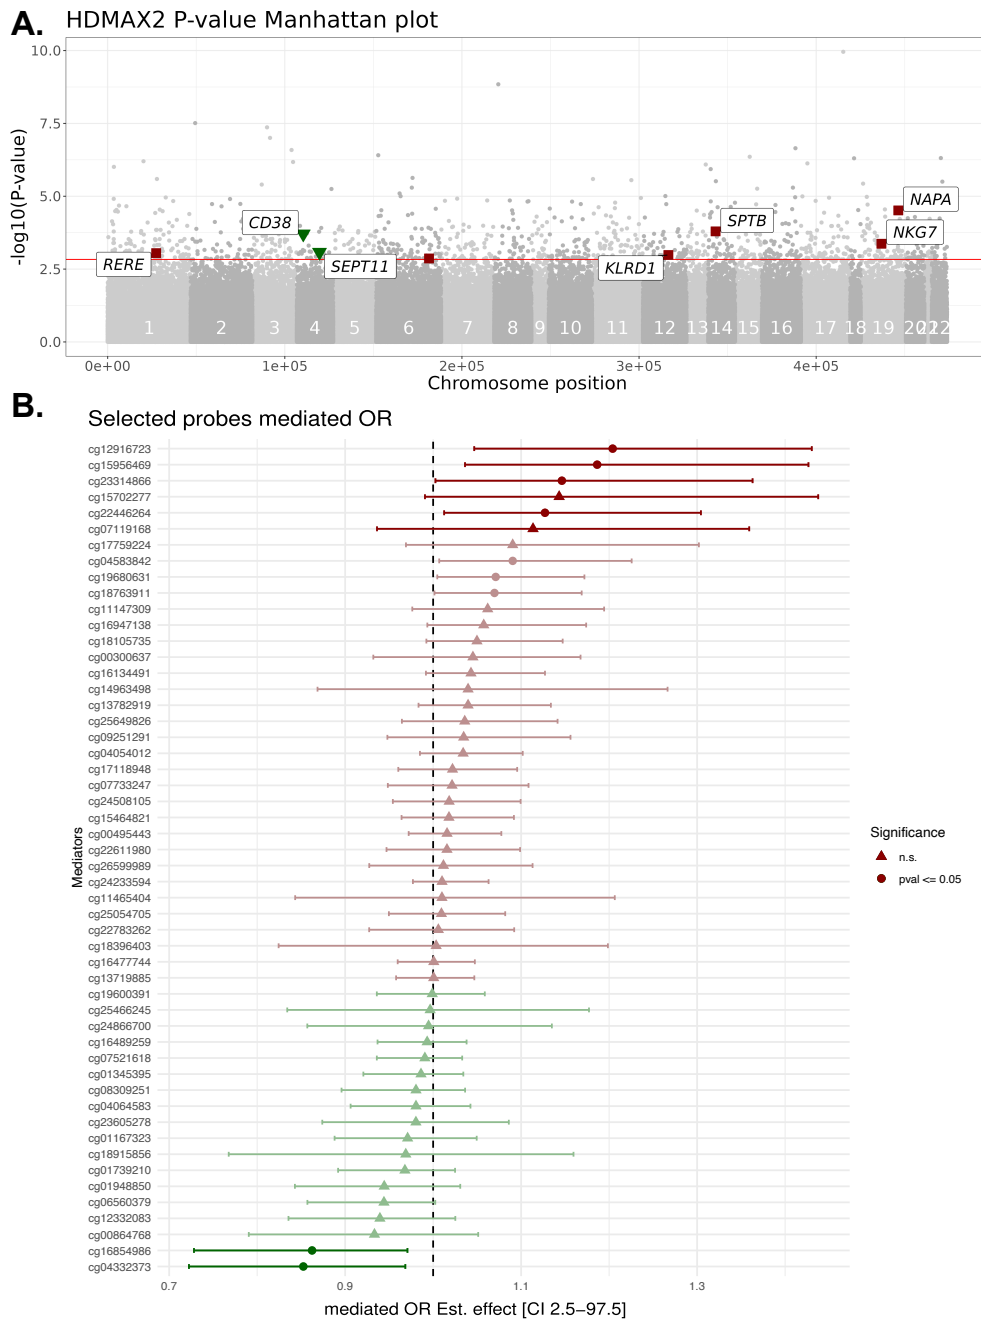 A.
HDMAX2 P-value Manhattan plot
-log10(P-value)
10.0
7.5
5.0
2.5
0.0
RERE
CD38
SEPT11
KLRD1
SPTB
NAPA
NKG7
1 2 3 4 5 6 7 8 9 10 11 12 13 14 15 16 17 18 19 20 21 22
0e+00 1e+05 2e+05 3e+05 4e+05
Chromosome position
B.
Selected probes mediated OR
Mediators
cg12916723
cg15956469
cg23314866
cg15702277
cg22446264
cg07119168
cg17759224
cg04583842
cg19680631
cg18763911
cg11147309
cg16947138
cg18105735
cg00300637
cg16134491
cg14963498
cg13782919
cg25649826
cg09251291
cg04054012
cg17118948
cg07733247
cg24508105
cg15464821
cg00495443
cg22611980
cg26599989
cg24233594
cg11465404
cg25054705
cg22783262
cg18396403
cg16477744
cg13719885
cg19600391
cg25466245
cg24866700
cg16489259
cg07521618
cg01345395
cg08309251
cg04064583
cg23605278
cg01167323
cg18915856
cg01739210
cg01948850
cg06560379
cg12332083
cg00864768
cg16854986
cg04332373
0.7 0.9 1.1 1.3
mediated OR Est. effect [CI 2.5−97.5]
Significance
n.s.
pval <= 0.05